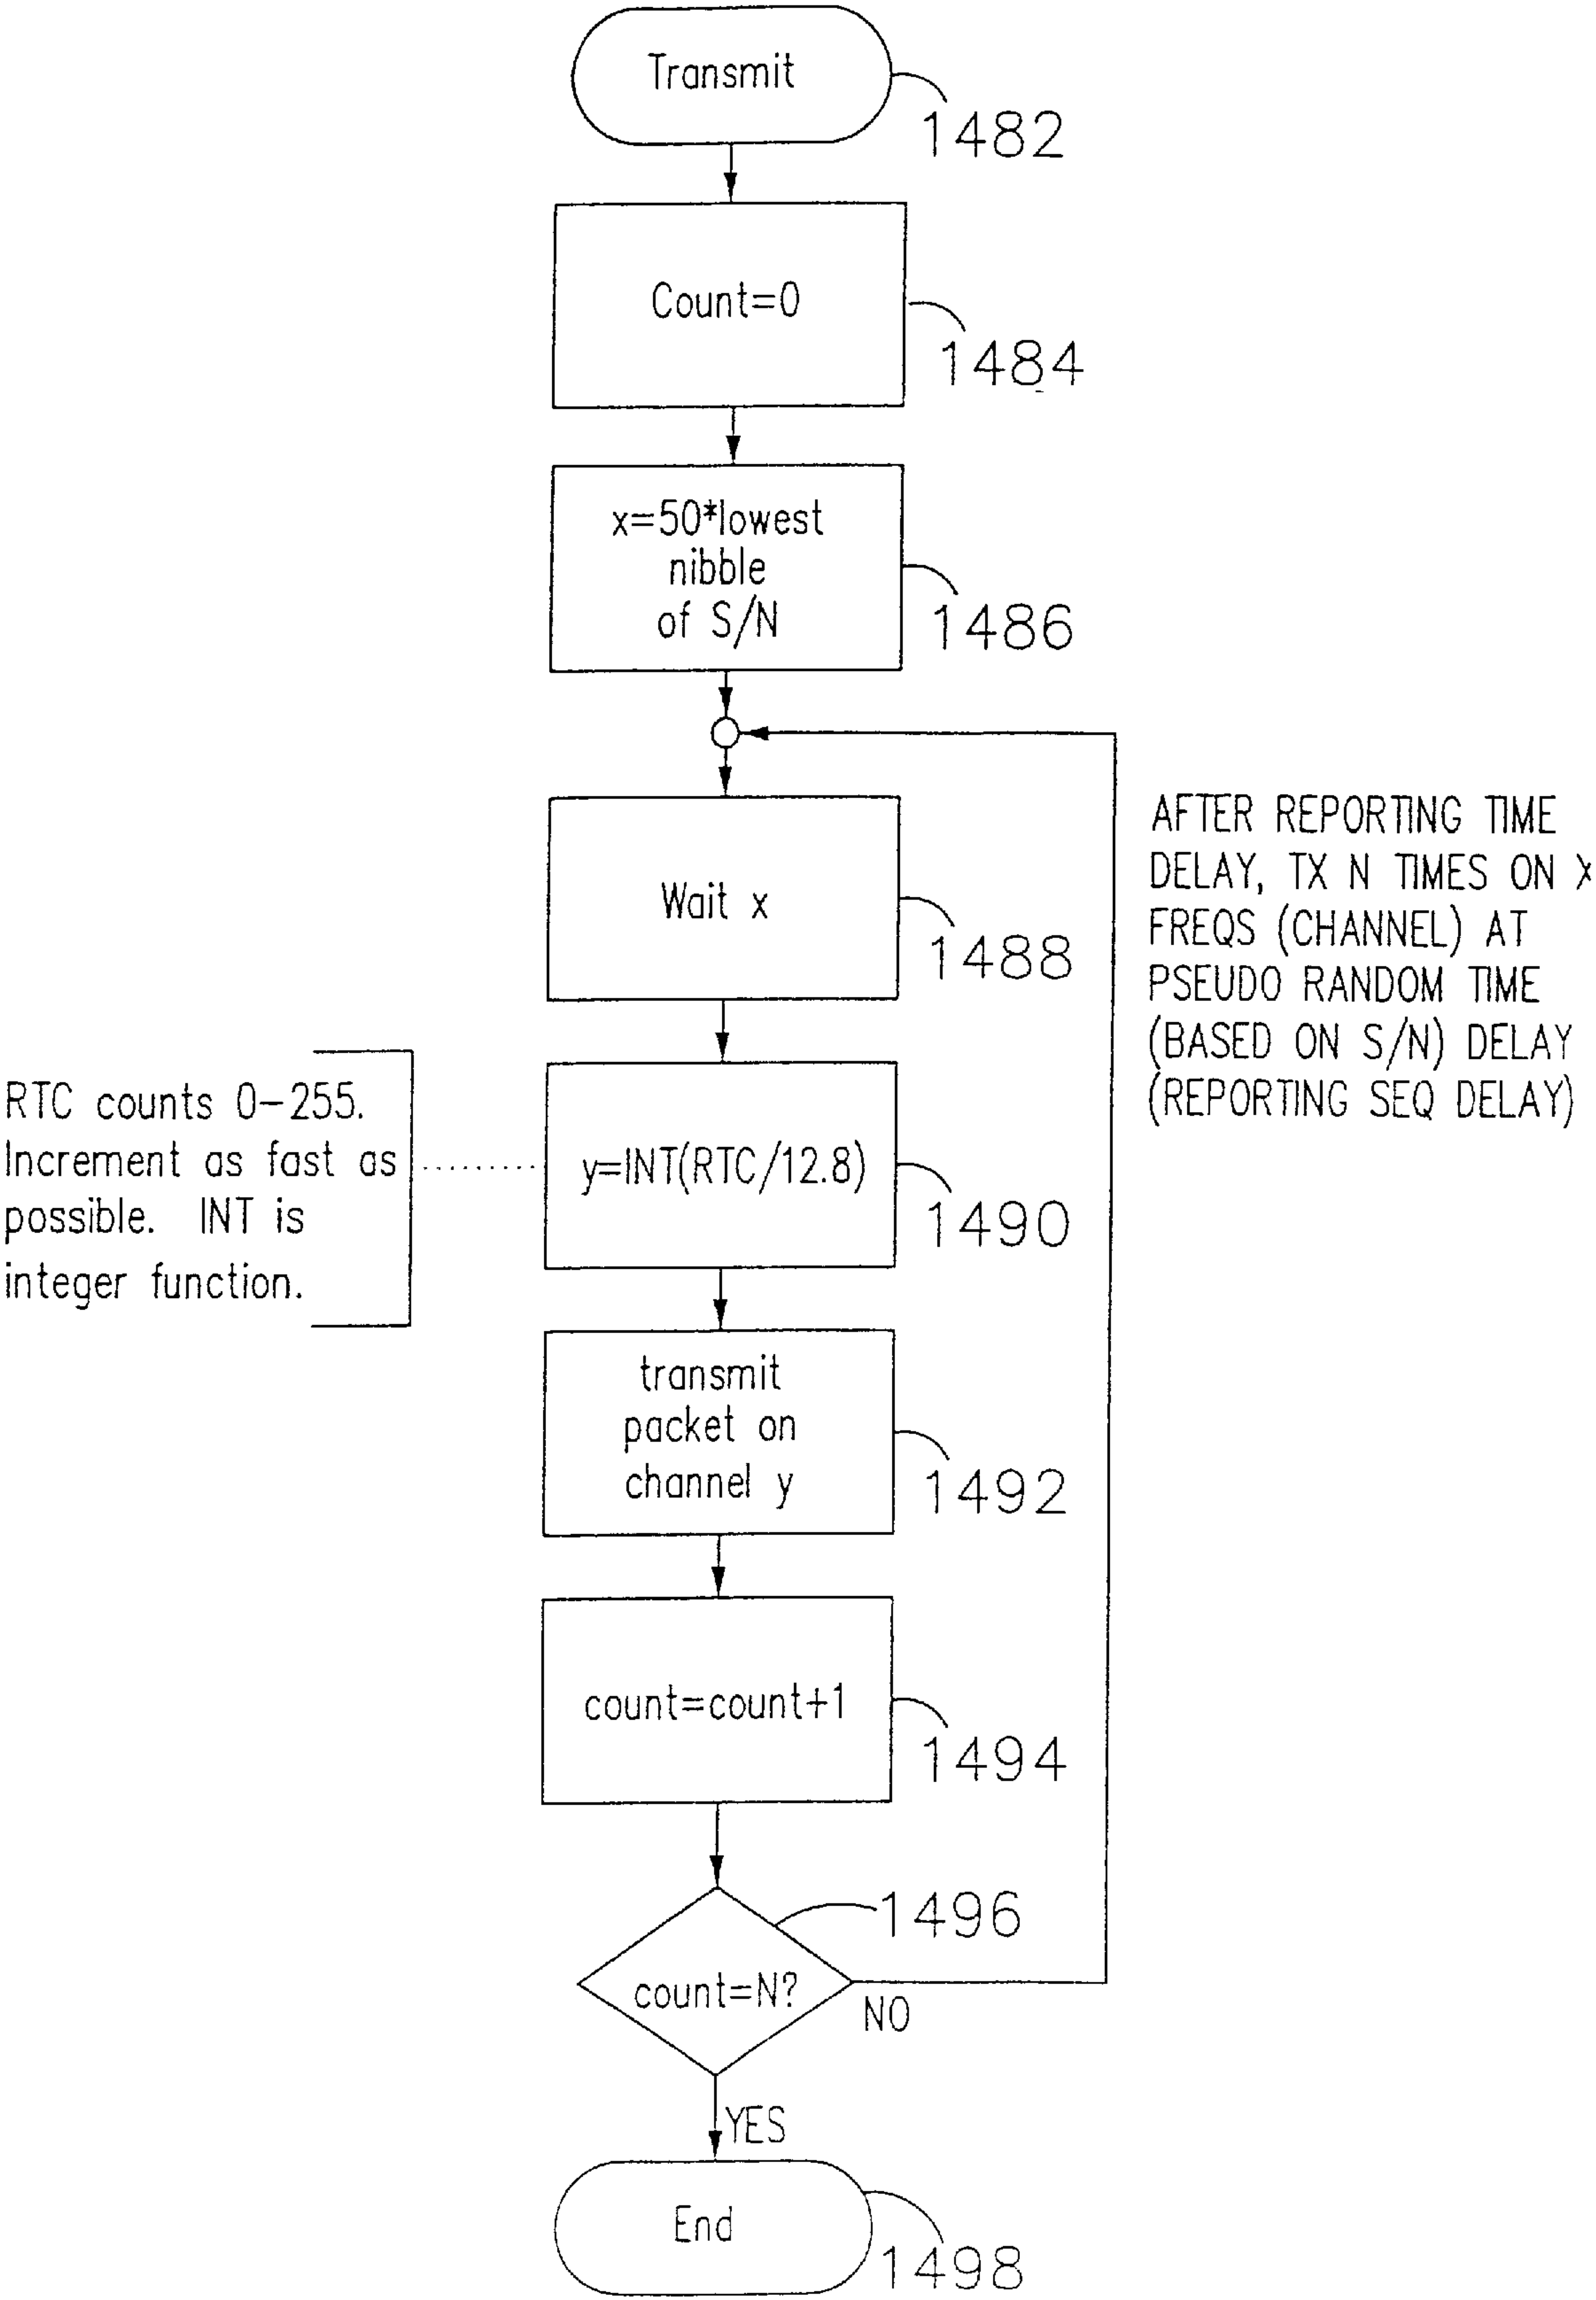 Transmit
1482
Count=0
1484
x=50*lowest
nibble
of S/N
1486
Wait x
1488
AFTER REPORTING TIME
DELAY, TX N TIMES ON X
FREQS (CHANNEL) AT
PSEUDO RANDOM TIME
(BASED ON S/N) DELAY
(REPORTING SEQ DELAY)
RTC counts 0-255.
Increment as fast as
possible. INT is
integer function.
y=INT(RTC/12.8)
1490
transmit
packet on
channel y
1492
count=count+1
1494
1496
count=N?
NO
YES
End
1498